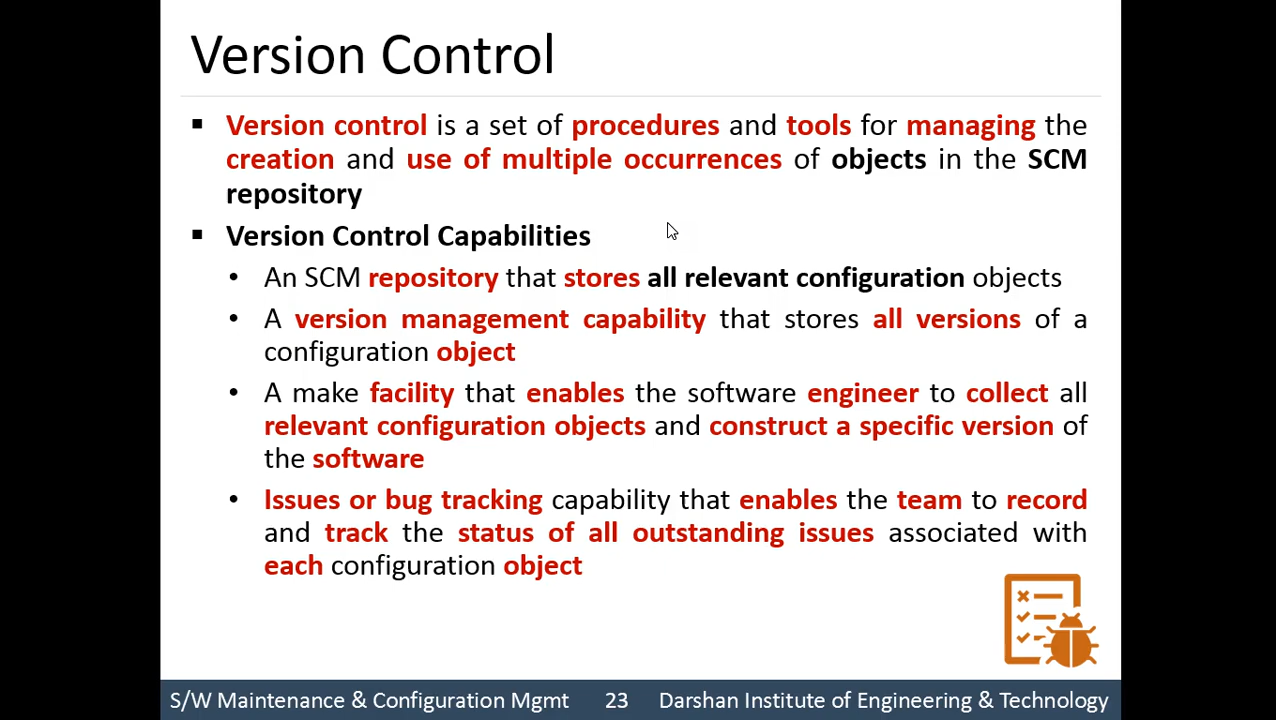 Version Control
▪ Version control is a set of procedures and tools for managing the
creation and use of multiple occurrences of objects in the SCM
repository
▪ Version Control Capabilities
• An SCM repository that stores all relevant configuration objects
• A version management capability that stores all versions of a
configuration object
• A make facility that enables the software engineer to collect all
relevant configuration objects and construct a specific version of
the software
• Issues or bug tracking capability that enables the team to record
and track the status of all outstanding issues associated with
each configuration object
S/W Maintenance & Configuration Mgmt 23 Darshan Institute of Engineering & Technology